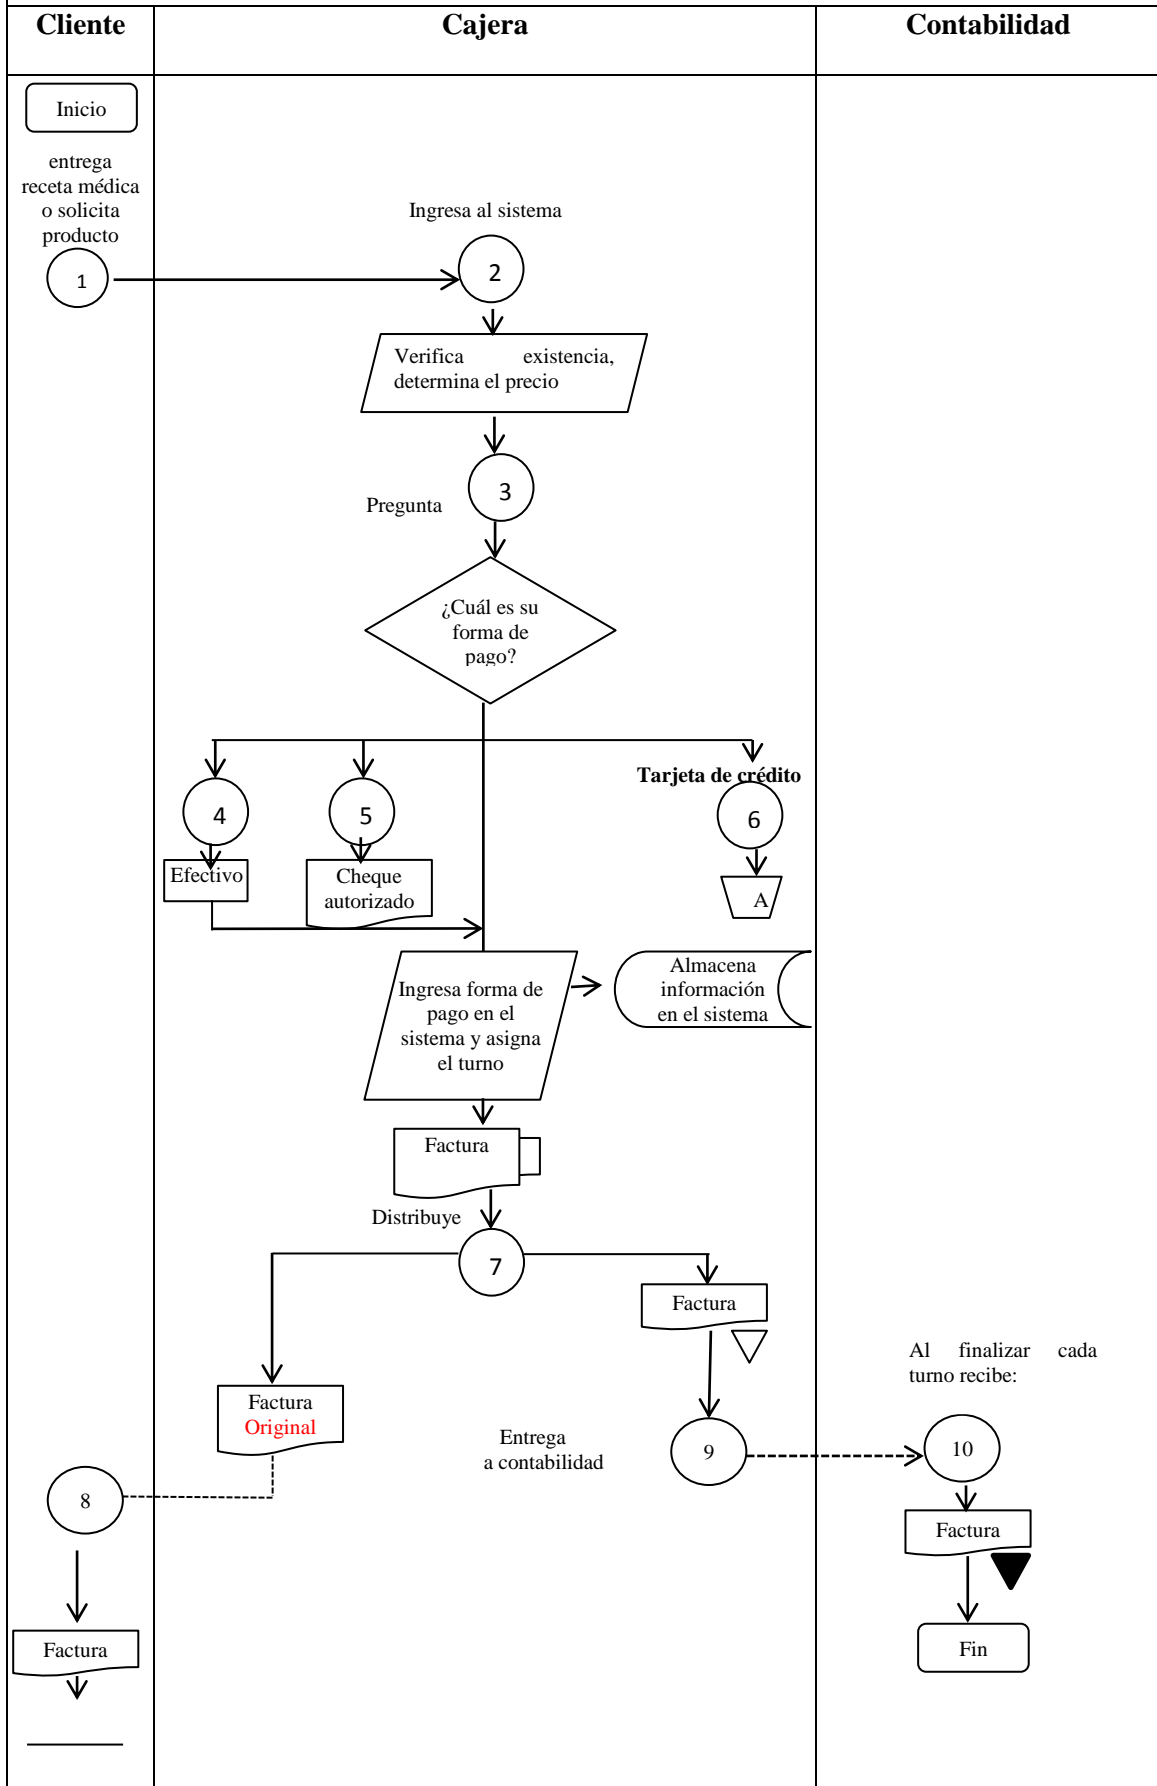 Cliente
Cajera
Contabilidad
Inicio
entrega
receta médica
o solicita
producto
1
Ingresa al sistema
2
Verifica existencia,
determina el precio
3
Pregunta
¿Cuál es su
forma de
pago?
Tarjeta de crédito
4
5
6
Efectivo
Cheque
autorizado
A
Ingresa forma de
pago en el
sistema y asigna
el turno
Almacena
información
en el sistema
Factura
Distribuye
7
Factura
Factura
Original
Al finalizar cada
turno recibe:
Entrega
a contabilidad
9
10
8
Factura
Factura
Fin